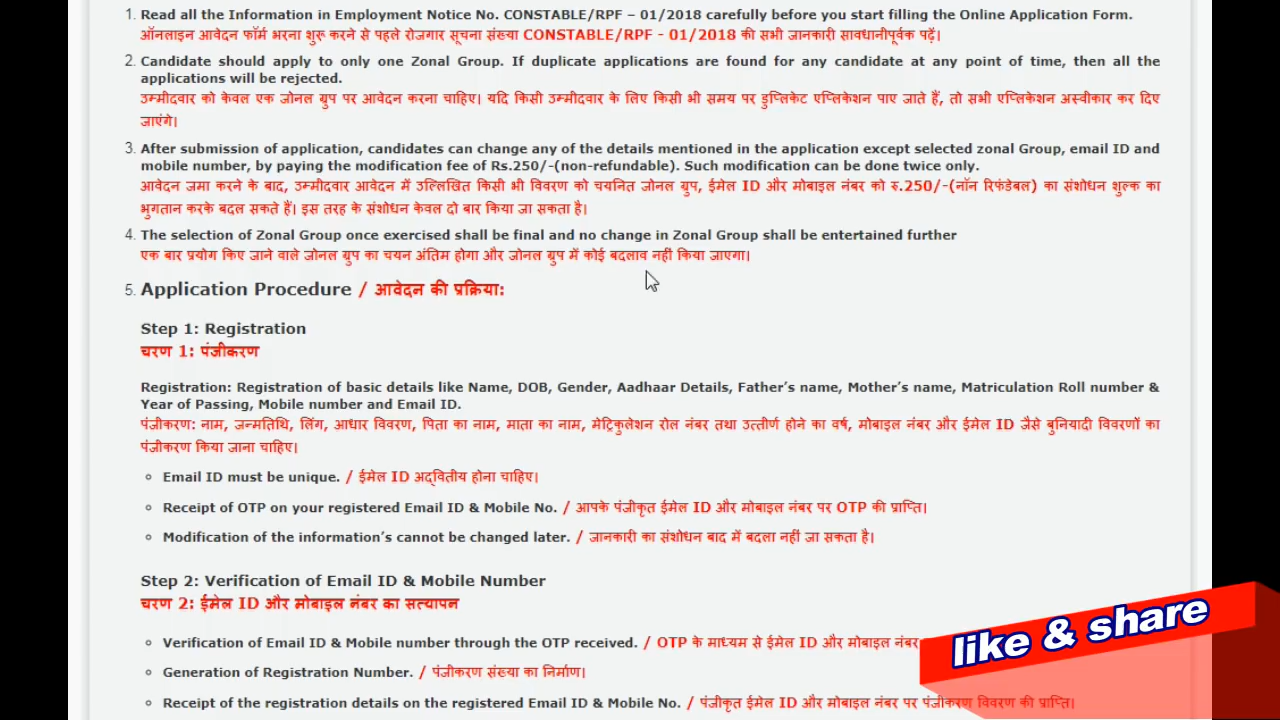 1. Read all the Information in Employment Notice No. CONSTABLE/RPF – 01/2018 carefully before you start filling the Online Application Form.
ऑनलाइन आवेदन फॉर्म भरना शुरू करने से पहले रोजगार सूचना संख्या CONSTABLE/RPF - 01/2018 की सभी जानकारी सावधानीपूर्वक पढ़ें।
2. Candidate should apply to only one Zonal Group. If duplicate applications are found for any candidate at any point of time, then all the
applications will be rejected.
उम्मीदवार को केवल एक जोनल ग्रुप पर आवेदन करना चाहिए। यदि किसी उम्मीदवार के लिए किसी भी समय पर डुप्लिकेट एप्लिकेशन पाए जाते हैं, तो सभी एप्लिकेशन अस्वीकार कर दिए
जाएंगे।
3. After submission of application, candidates can change any of the details mentioned in the application except selected zonal Group, email ID and
mobile number, by paying the modification fee of Rs.250/-(non-refundable). Such modification can be done twice only.
आवेदन जमा करने के बाद, उम्मीदवार आवेदन में उल्लिखित किसी भी विवरण को चयनित जोनल ग्रुप, ईमेल ID और मोबाइल नंबर को रु.250/-(नॉन रिफंडेबल) का संशोधन शुल्क का
भुगतान करके बदल सकते हैं। इस तरह के संशोधन केवल दो बार किया जा सकता है।
4. The selection of Zonal Group once exercised shall be final and no change in Zonal Group shall be entertained further
एक बार प्रयोग किए जाने वाले जोनल ग्रुप का चयन अंतिम होगा और जोनल ग्रुप में कोई बदलाव नहीं किया जाएगा।
5. Application Procedure / आवेदन की प्रक्रिया:
Step 1: Registration
चरण 1: पंजीकरण
Registration: Registration of basic details like Name, DOB, Gender, Aadhaar Details, Father’s name, Mother’s name, Matriculation Roll number &
Year of Passing, Mobile number and Email ID.
पंजीकरण: नाम, जन्मतिथि, लिंग, आधार विवरण, पिता का नाम, माता का नाम, मेट्रिकुलेशन रोल नंबर तथा उत्तीर्ण होने का वर्ष, मोबाइल नंबर और ईमेल ID जैसे बुनियादी विवरणों का
पंजीकरण किया जाना चाहिए।
Email ID must be unique. / ईमेल ID अद्वितीय होना चाहिए।
Receipt of OTP on your registered Email ID & Mobile No. / आपके पंजीकृत ईमेल ID और मोबाइल नंबर पर OTP की प्राप्ति।
Modification of the information’s cannot be changed later. / जानकारी का संशोधन बाद में बदला नहीं जा सकता है।
Step 2: Verification of Email ID & Mobile Number
चरण 2: ईमेल ID और मोबाइल नंबर का सत्यापन
Verification of Email ID & Mobile number through the OTP received. / OTP के माध्यम से ईमेल ID और मोबाइल नंबर
Generation of Registration Number. / पंजीकरण संख्या का निर्माण।
Receipt of the registration details on the registered Email ID & Mobile No. / पंजीकृत ईमेल ID और मोबाइल नंबर पर पंजीकरण विवरण की प्राप्ति।
like & share